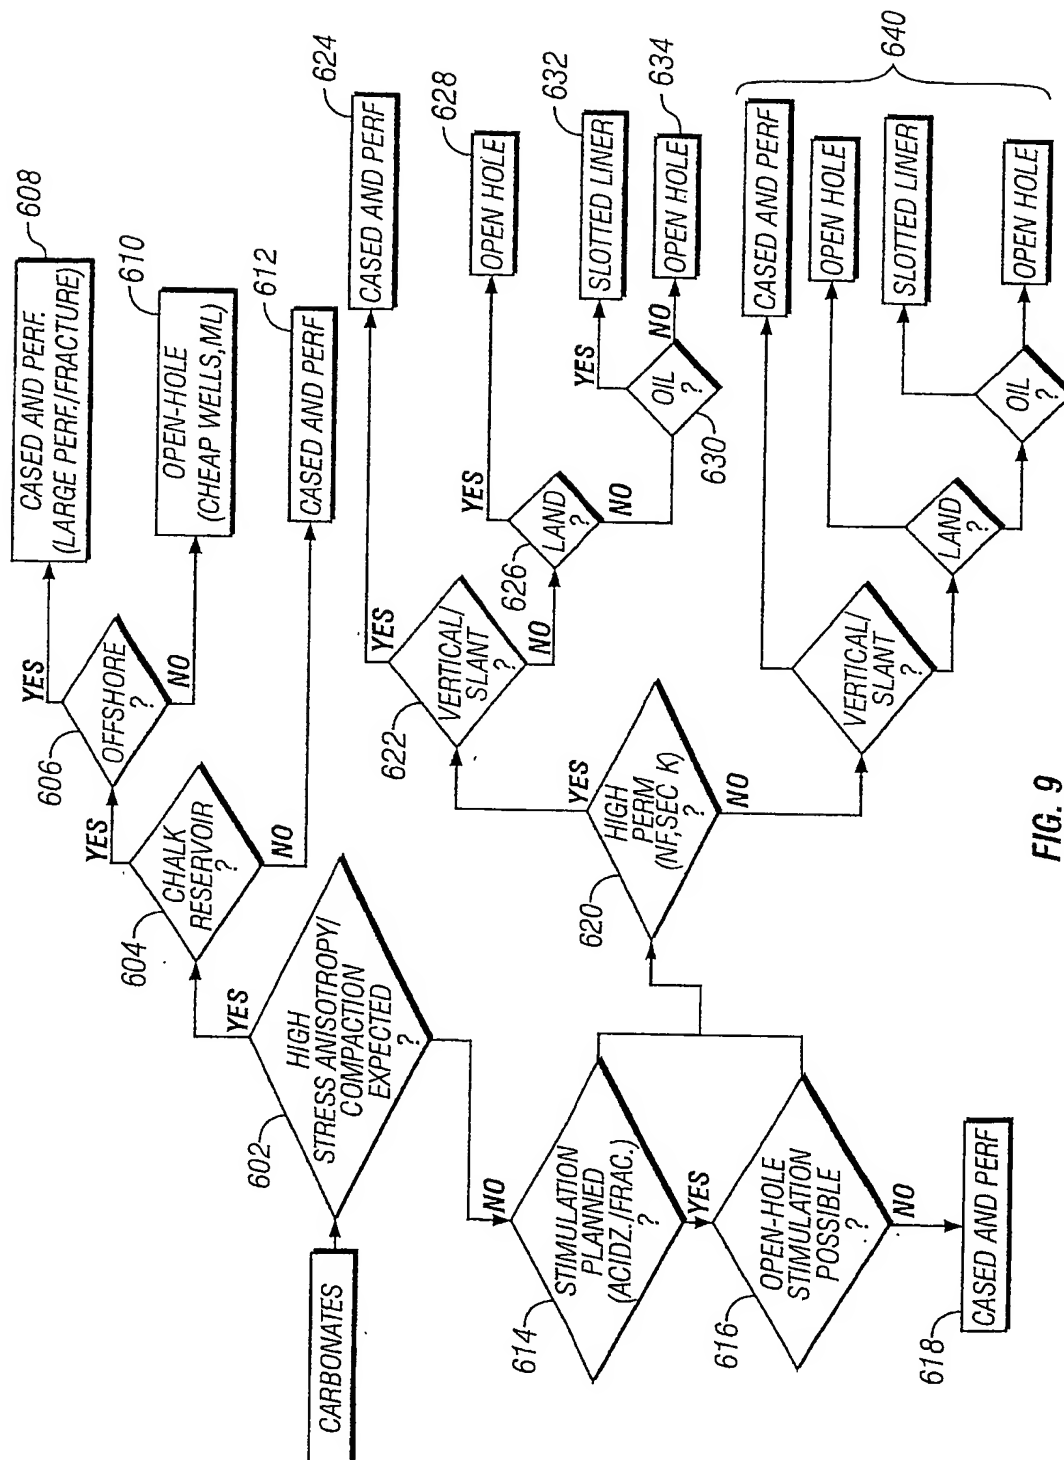 608
CASED AND PERF.
(LARGE PERF./FRACTURE)
YES
606
OFFSHORE
?
NO
610
OPEN-HOLE
(CHEAP WELLS,ML)
YES
604
CHALK
RESERVOIR
?
NO
612
CASED AND PERF
YES
602
HIGH
STRESS ANISOTROPY/
COMPACTION
EXPECTED
?
CARBONATES
NO
614
STIMULATION
PLANNED
(ACIDZ./FRAC.)
?
YES
616
OPEN-HOLE
STIMULATION
POSSIBLE
?
NO
618
CASED AND PERF
620
HIGH
PERM
(NF,SEC K)
?
YES
NO
622
VERTICAL/
SLANT
?
YES
624
CASED AND PERF
NO
626
LAND
?
YES
628
OPEN HOLE
NO
630
OIL
?
YES
632
SLOTTED LINER
NO
634
OPEN HOLE
VERTICAL/
SLANT
?
CASED AND PERF
LAND
?
OPEN HOLE
OIL
?
SLOTTED LINER
OPEN HOLE
640
FIG. 9